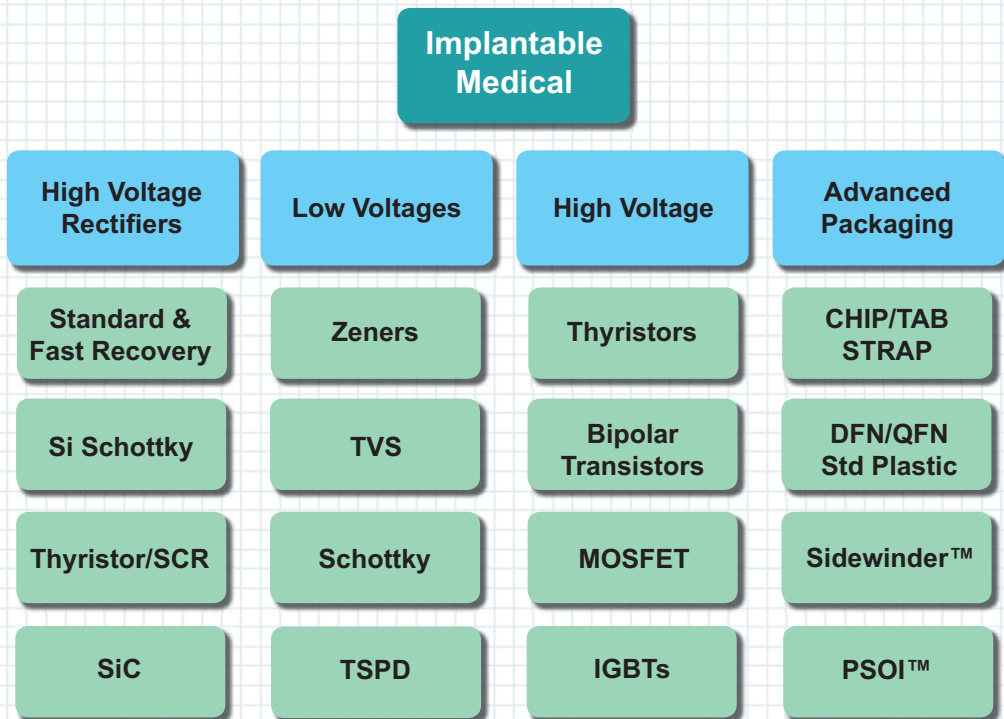 Implantable
Medical
High Voltage
Rectifiers
Low Voltages
High Voltage
Advanced
Packaging
Standard &
Fast Recovery
Zeners
Thyristors
CHIP/TAB
STRAP
Si Schottky
TVS
Bipolar
Transistors
DFN/QFN
Std Plastic
Thyristor/SCR
Schottky
MOSFET
Sidewinder™
SiC
TSPD
IGBTs
PSOI™